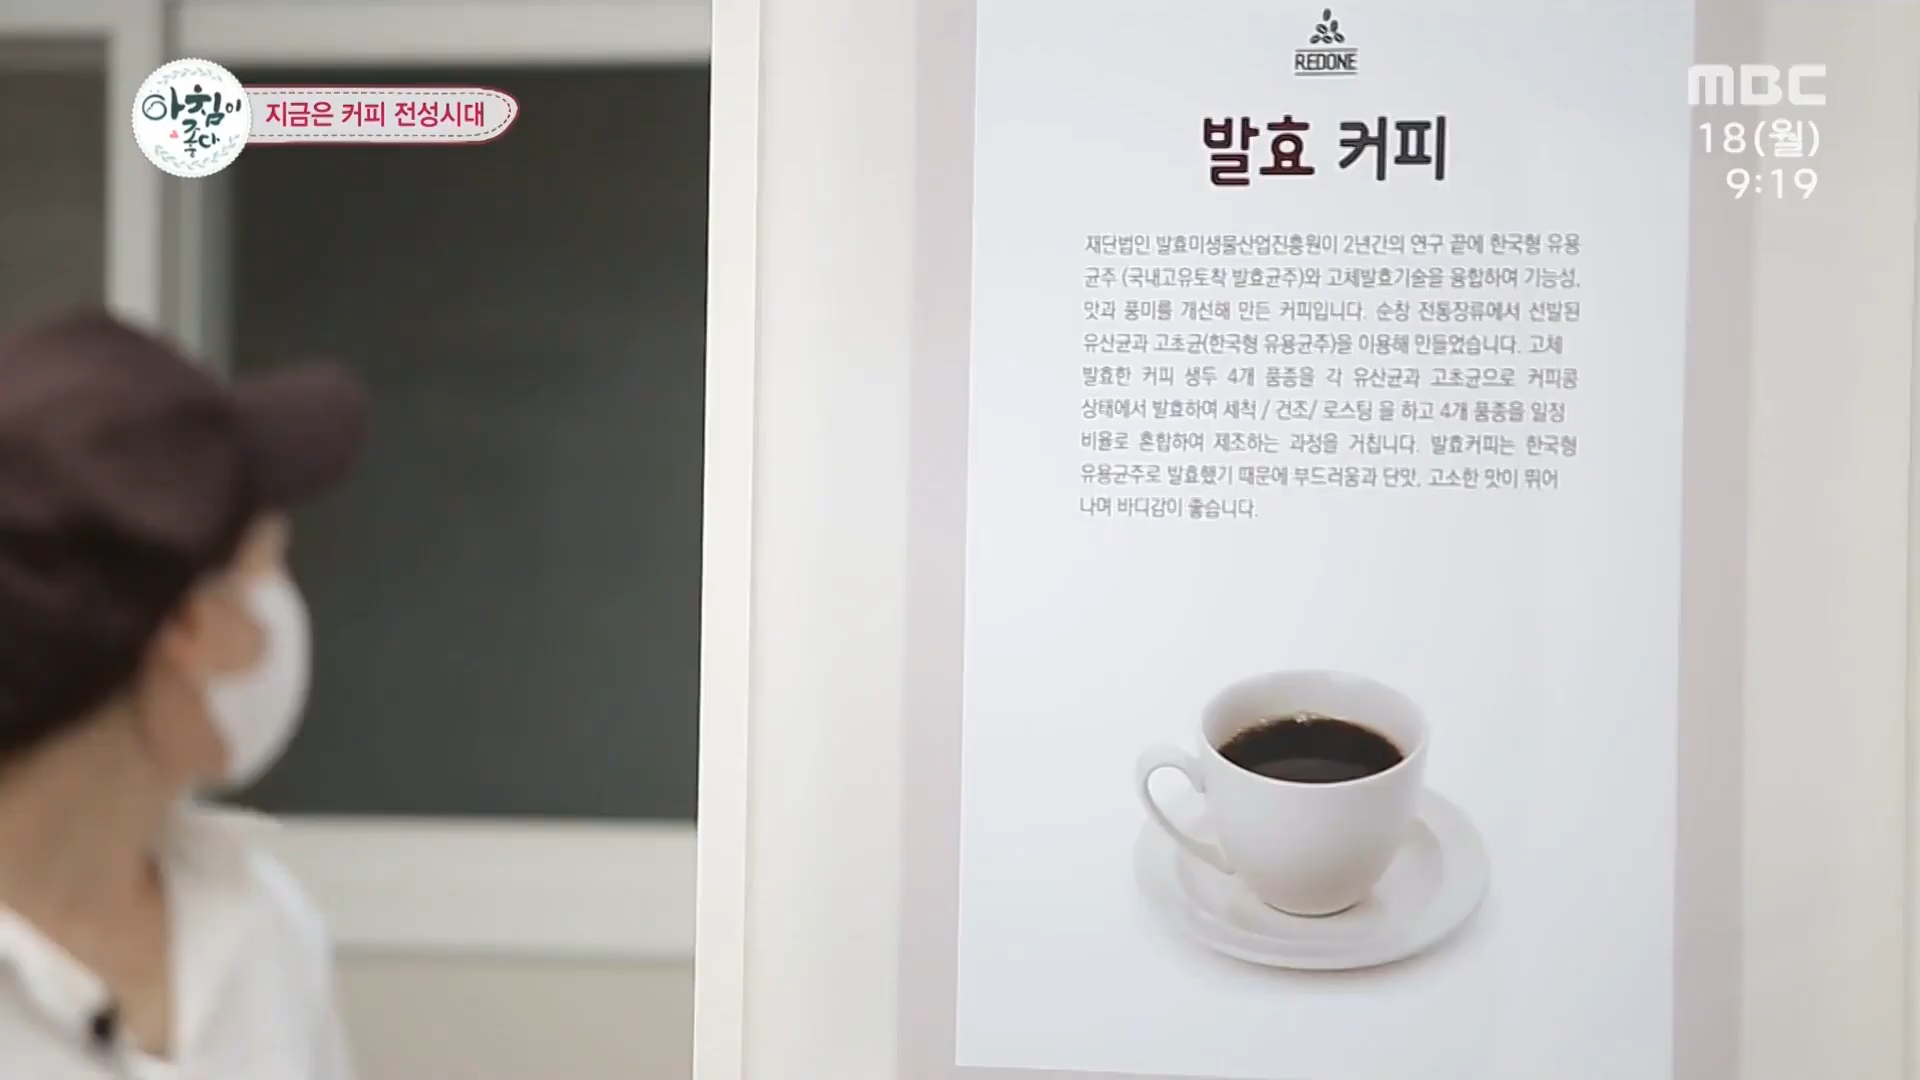 아침이
좋다
지금은 커피 전성시대
MBC
18(월)
9:19
REDONE
발효 커피
재단법인 발효미생물산업진흥원이 2년간의 연구 끝에 한국형 유용
균주 (국내고유토착 발효균주)와 고체발효기술을 융합하여 기능성,
맛과 풍미를 개선해 만든 커피입니다. 순창 전통장류에서 선발된
유산균과 고초균(한국형 유용균주)을 이용해 만들었습니다. 고체
발효한 커피 생두 4개 품종을 각 유산균과 고초균으로 커피콩
상태에서 발효하여 세척 / 건조/ 로스팅 을 하고 4개 품종을 일정
비율로 혼합하여 제조하는 과정을 거칩니다. 발효커피는 한국형
유용균주로 발효했기 때문에 부드러움과 단맛, 고소한 맛이 뛰어
나며 바디감이 좋습니다.